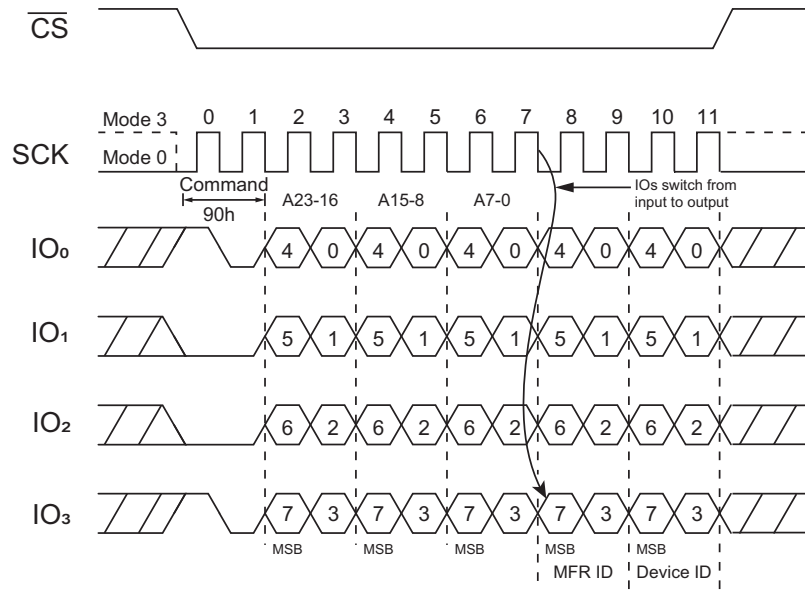 CS
Mode 3
0 1 2 3 4 5 6 7 8 9 10 11
SCK
Mode 0
Command
90h
A23-16
A15-8
A7-0
IOs switch from
input to output
IO₀
4 0 4 0 4 0 4 0 4 0
IO₁
5 1 5 1 5 1 5 1 5 1
IO₂
6 2 6 2 6 2 6 2 6 2
IO₃
7 3 7 3 7 3 7 3 7 3
MSB MSB MSB MSB MSB
MFR ID
Device ID